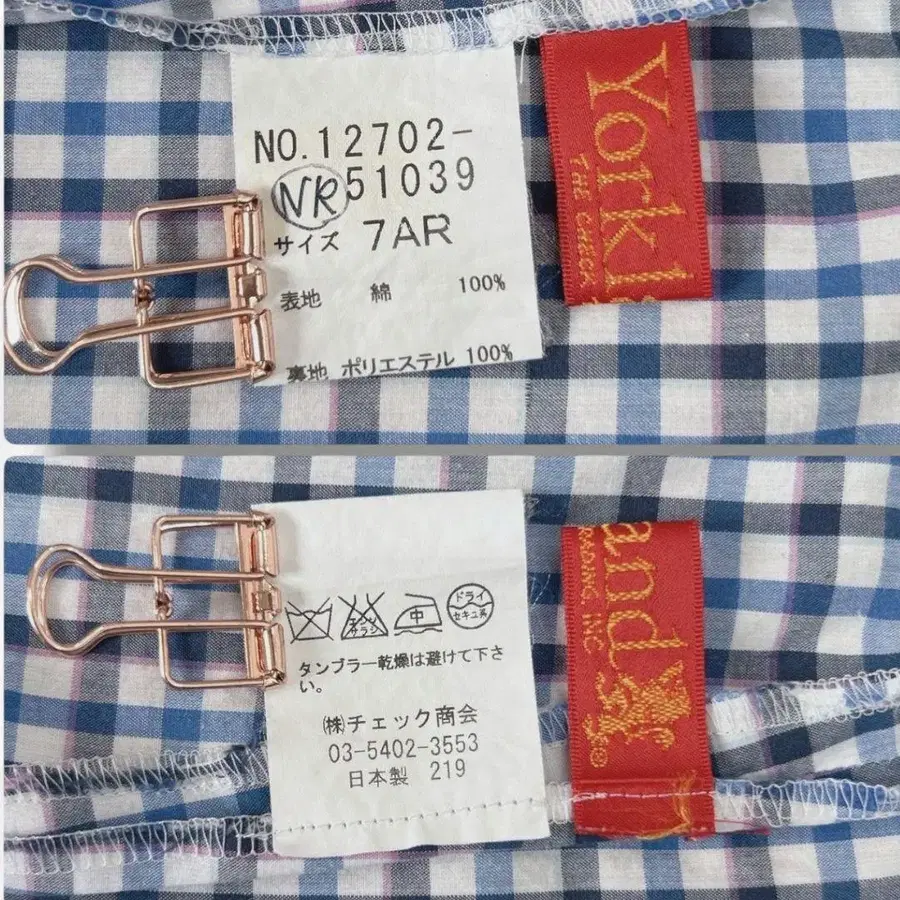 NO.12702-
NR 51039
サイズ 7AR
表地 綿 100%
裏地 ポリエステル 100%
Yorkl
THE CHECK
中
ドライ
セキユ系
タンブラー乾燥は避けて下さ
い。
㈱チェック商会
03-5402-3553
日本製 219
and
RADING. INC
®